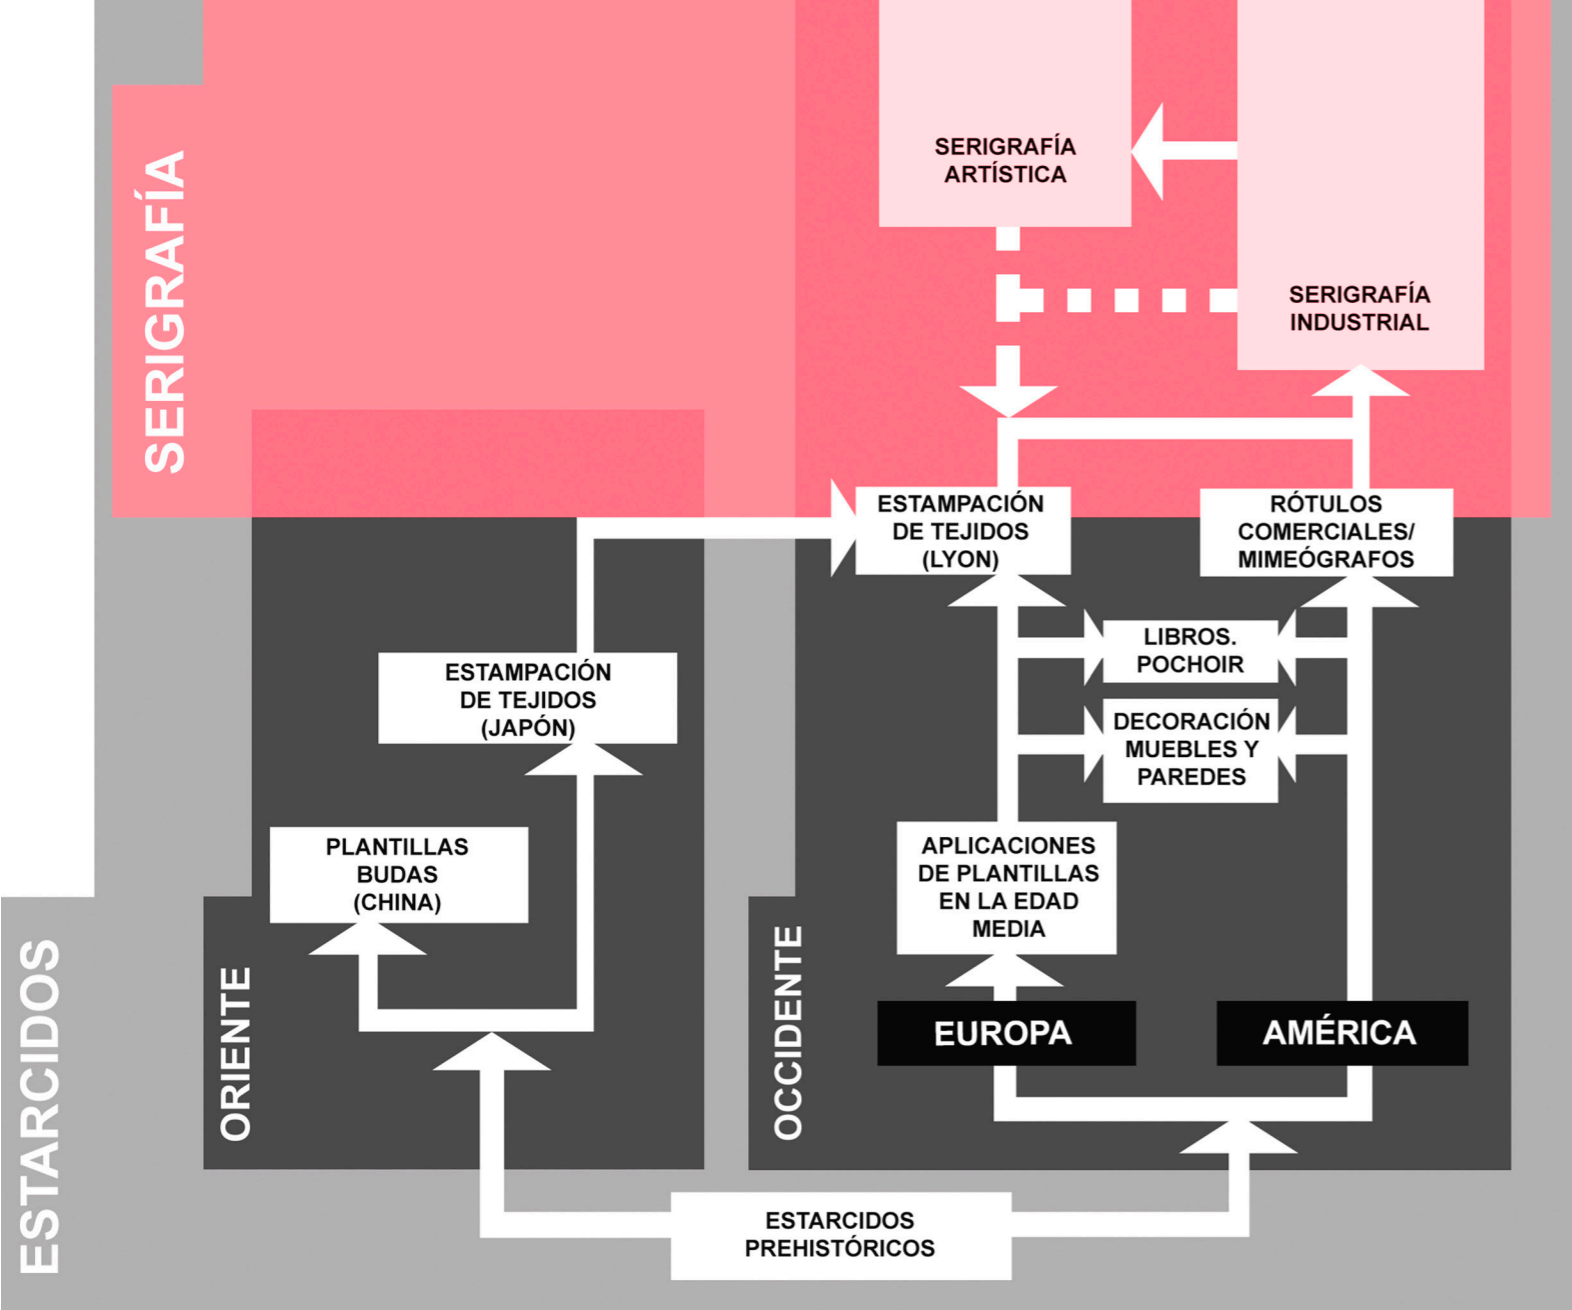 SERIGRAFÍA
ARTÍSTICA
SERIGRAFÍA
INDUSTRIAL
SERIGRAFÍA
ESTAMPACIÓN
DE TEJIDOS
(LYON)
RÓTULOS
COMERCIALES/
MIMEÓGRAFOS
LIBROS.
POCHOIR
ESTAMPACIÓN
DE TEJIDOS
(JAPÓN)
DECORACIÓN
MUEBLES Y
PAREDES
PLANTILLAS
BUDAS
(CHINA)
APLICACIONES
DE PLANTILLAS
EN LA EDAD
MEDIA
ESTARCIDOS
ORIENTE
OCCIDENTE
EUROPA
AMÉRICA
ESTARCIDOS
PREHISTÓRICOS